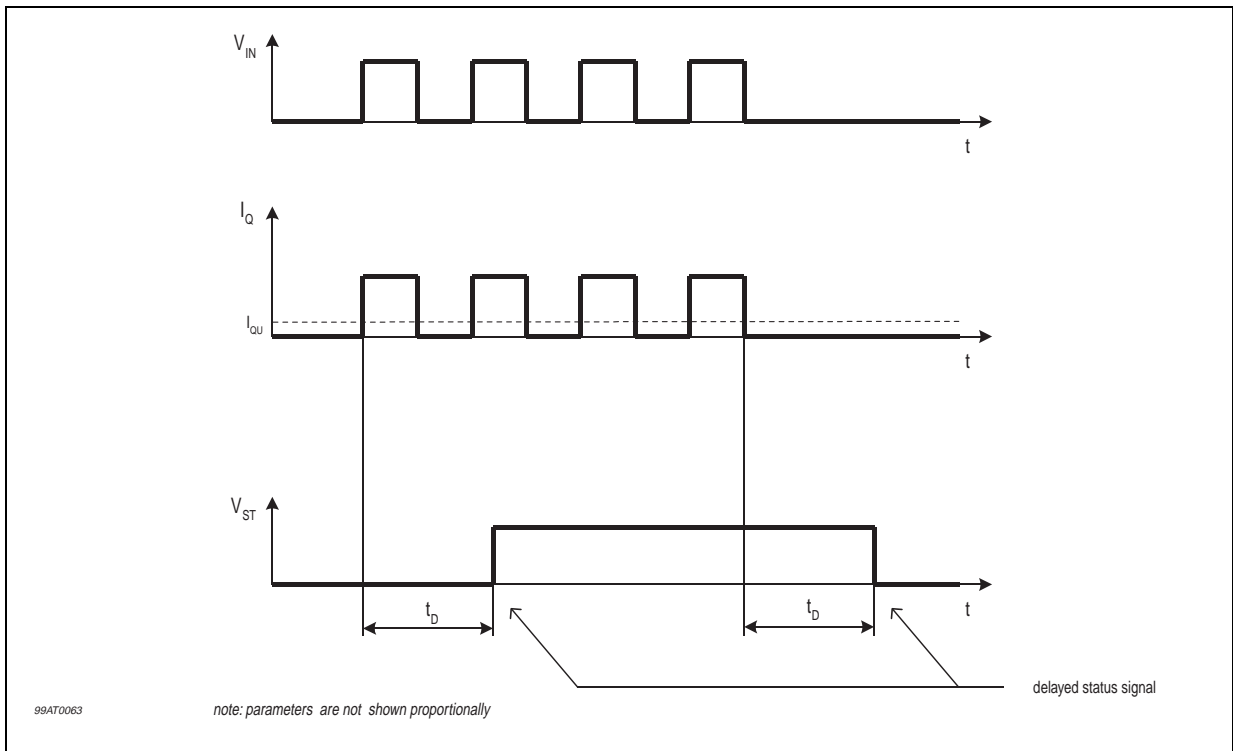 V_IN
t
I_Q
I_QU
t
V_ST
t_D
t_D
t
delayed status signal
99AT0063
note: parameters are not shown proportionally